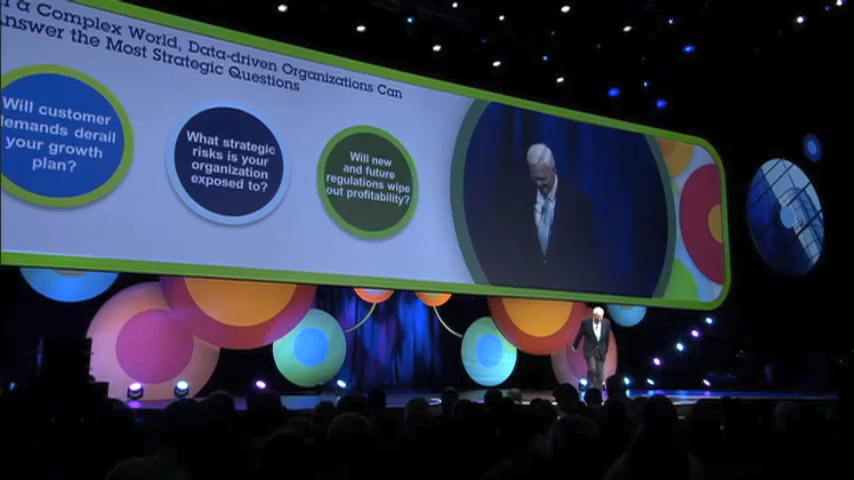 & Complex World, Data-driven Organizations Can
Answer the Most Strategic Questions
Will customer
demands derail
your growth
plan?
What strategic
risks is your
organization
exposed to?
Will new
and future
regulations wipe
out profitability?